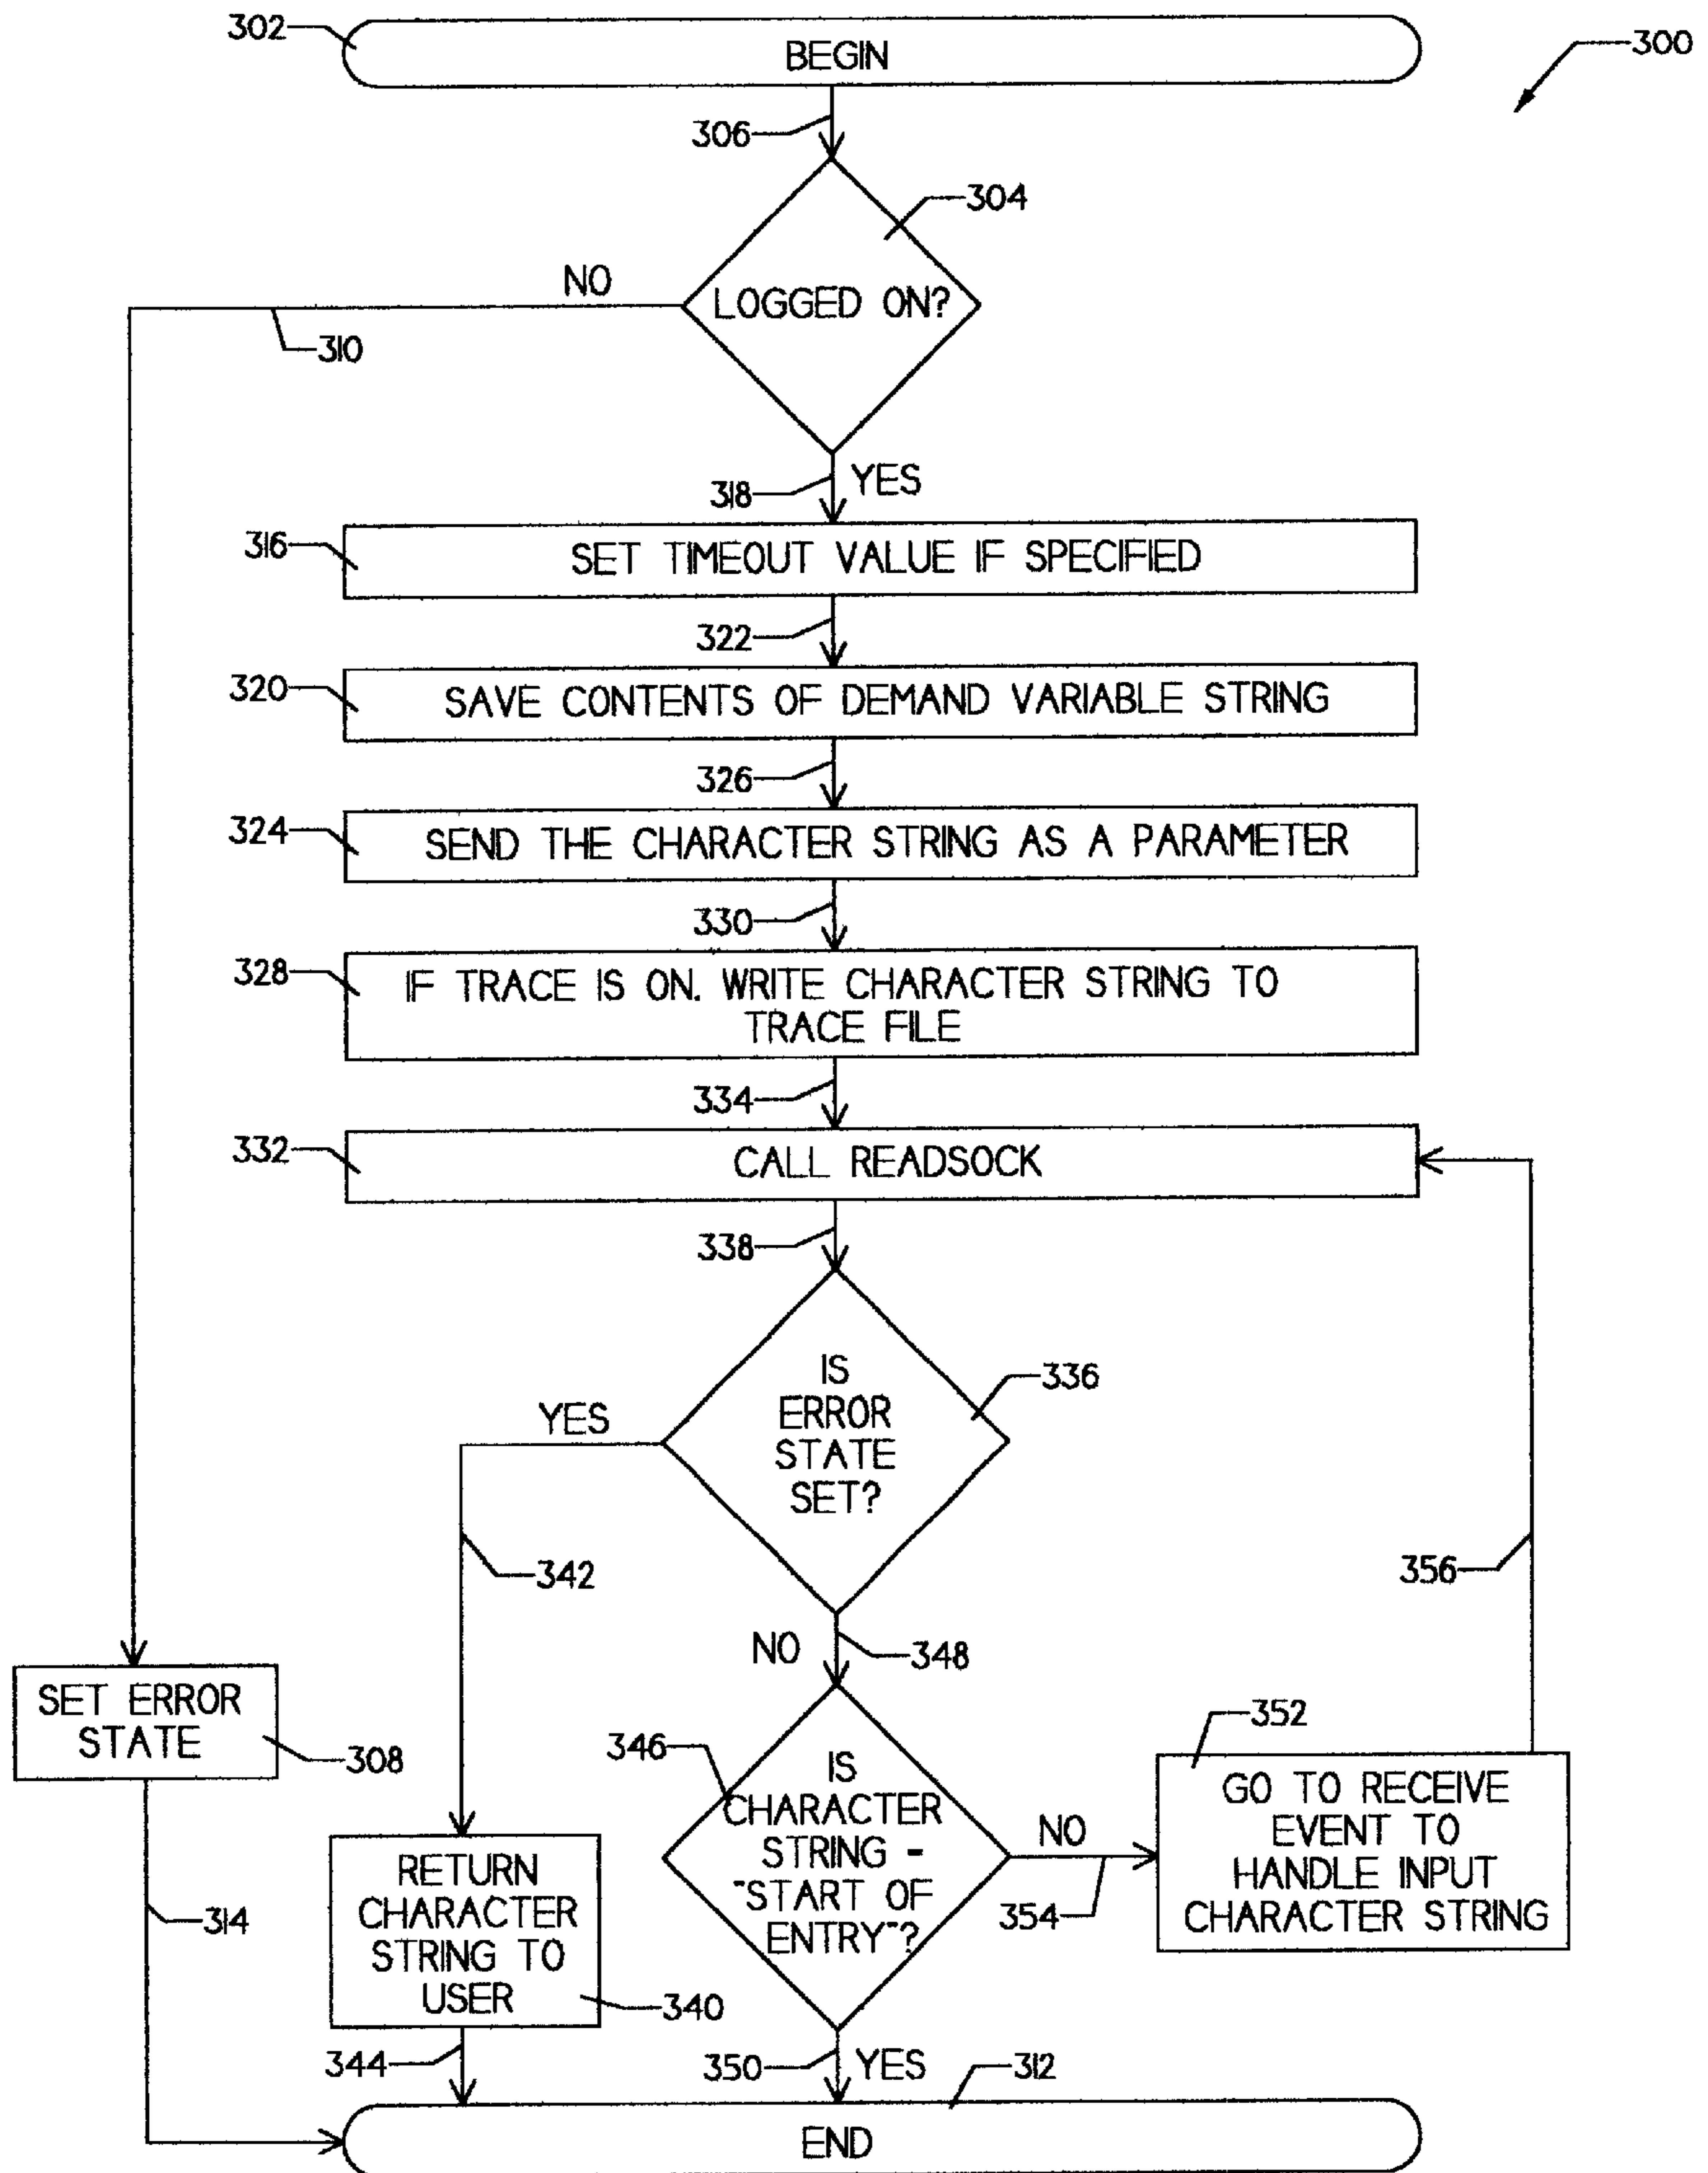 302
BEGIN
300
306
304
NO
LOGGED ON?
310
318
YES
316
SET TIMEOUT VALUE IF SPECIFIED
322
320
SAVE CONTENTS OF DEMAND VARIABLE STRING
326
324
SEND THE CHARACTER STRING AS A PARAMETER
330
328
IF TRACE IS ON. WRITE CHARACTER STRING TO
TRACE FILE
334
332
CALL READSOCK
338
IS
ERROR
STATE
SET?
336
YES
342
356
NO
348
SET ERROR
STATE
308
346
IS
CHARACTER
STRING =
"START OF
ENTRY"?
352
NO
354
GO TO RECEIVE
EVENT TO
HANDLE INPUT
CHARACTER STRING
RETURN
CHARACTER
STRING TO
USER
340
314
344
350
YES
312
END